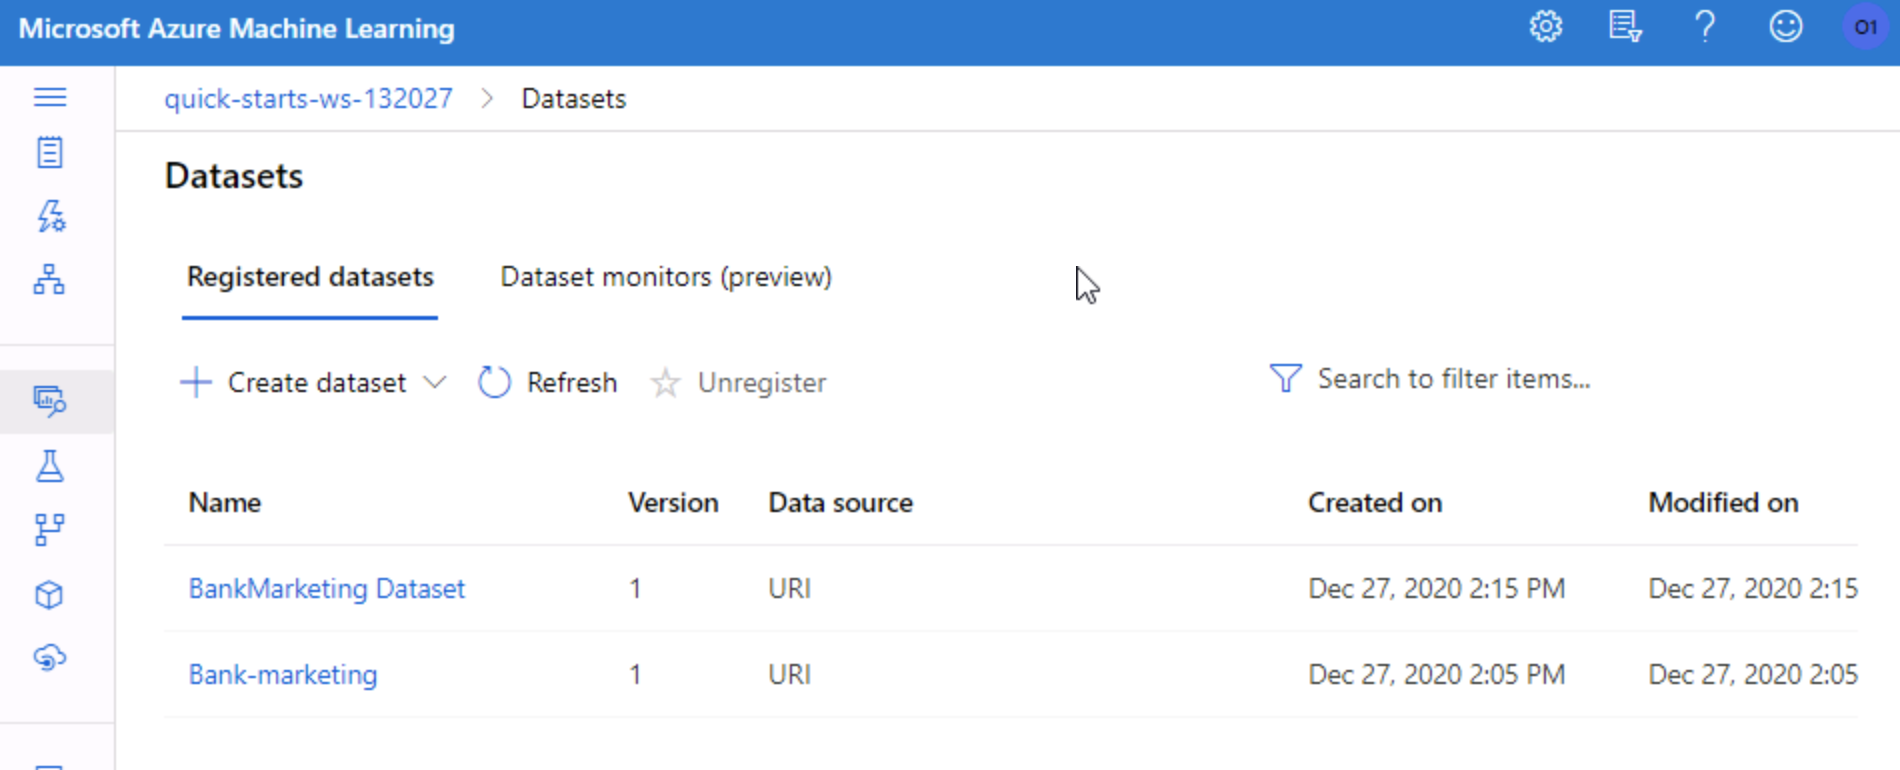 Microsoft Azure Machine Learning
O1
quick-starts-ws-132027 > Datasets
Datasets
Registered datasets Dataset monitors (preview)
Create dataset Refresh Unregister Search to filter items...
Name Version Data source Created on Modified on
BankMarketing Dataset 1 URI Dec 27, 2020 2:15 PM Dec 27, 2020 2:15
Bank-marketing 1 URI Dec 27, 2020 2:05 PM Dec 27, 2020 2:05